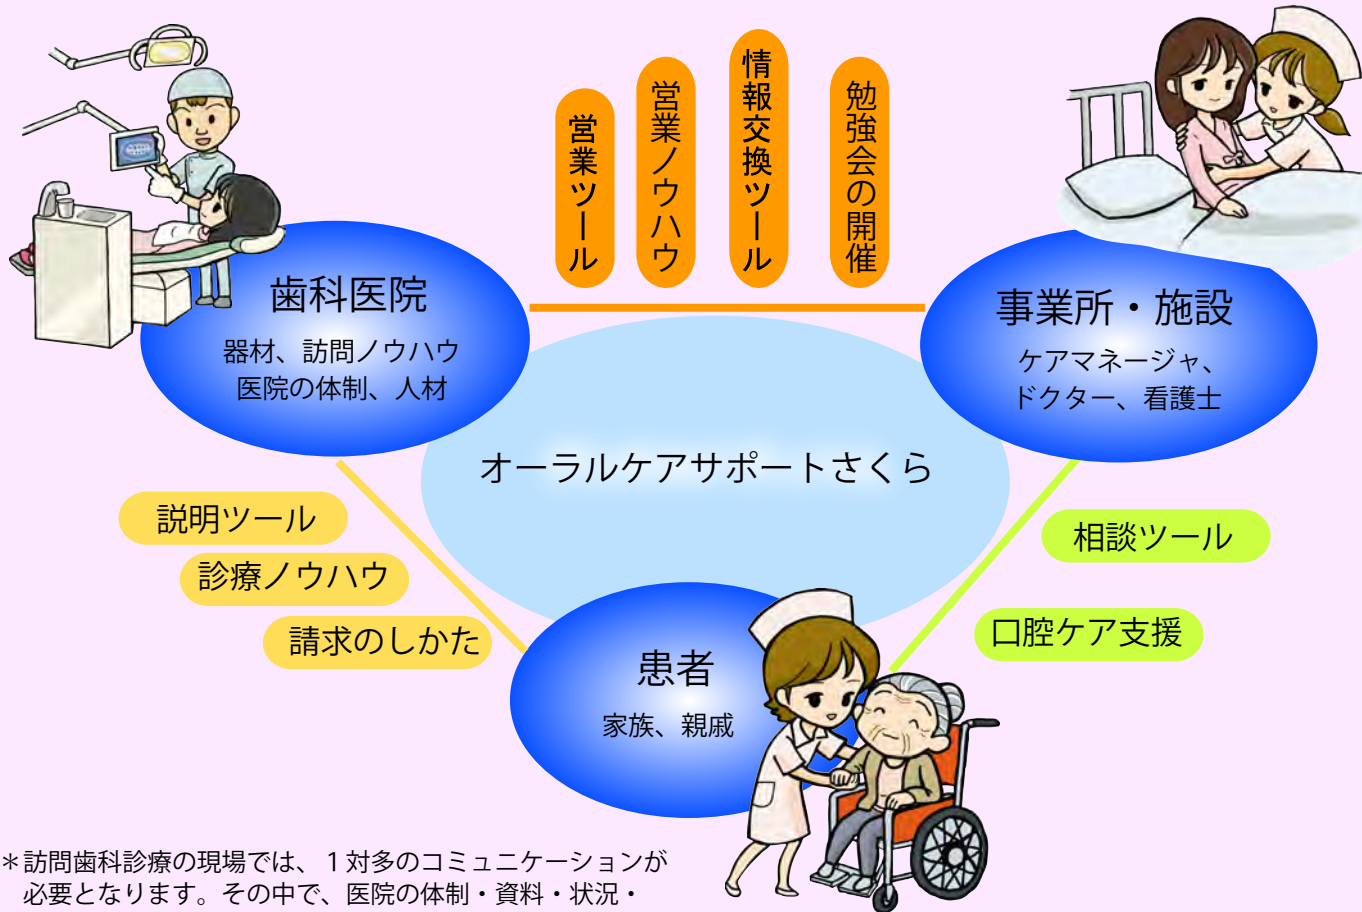 営業ツール
営業ノウハウ
情報交換ツール
勉強会の開催
歯科医院
器材、訪問ノウハウ
医院の体制、人材
事業所・施設
ケアマネージャ、
ドクター、看護士
オーラルケアサポートさくら
説明ツール
診療ノウハウ
請求のしかた
相談ツール
口腔ケア支援
患者
家族、親戚
＊訪問歯科診療の現場では、１対多のコミュニケーションが
必要となります。その中で、医院の体制・資料・状況・